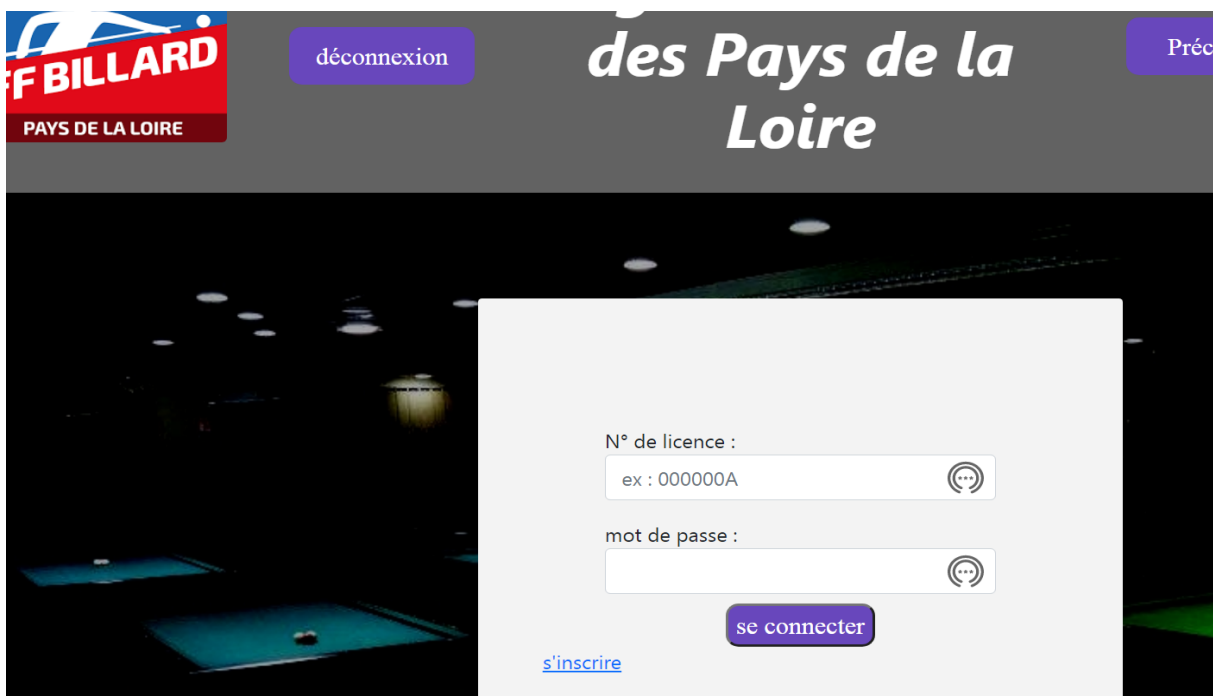 FF BILLARD
PAYS DE LA LOIRE
déconnexion
des Pays de la
Loire
Préc
N° de licence :
ex : 000000A
mot de passe :
se connecter
s'inscrire